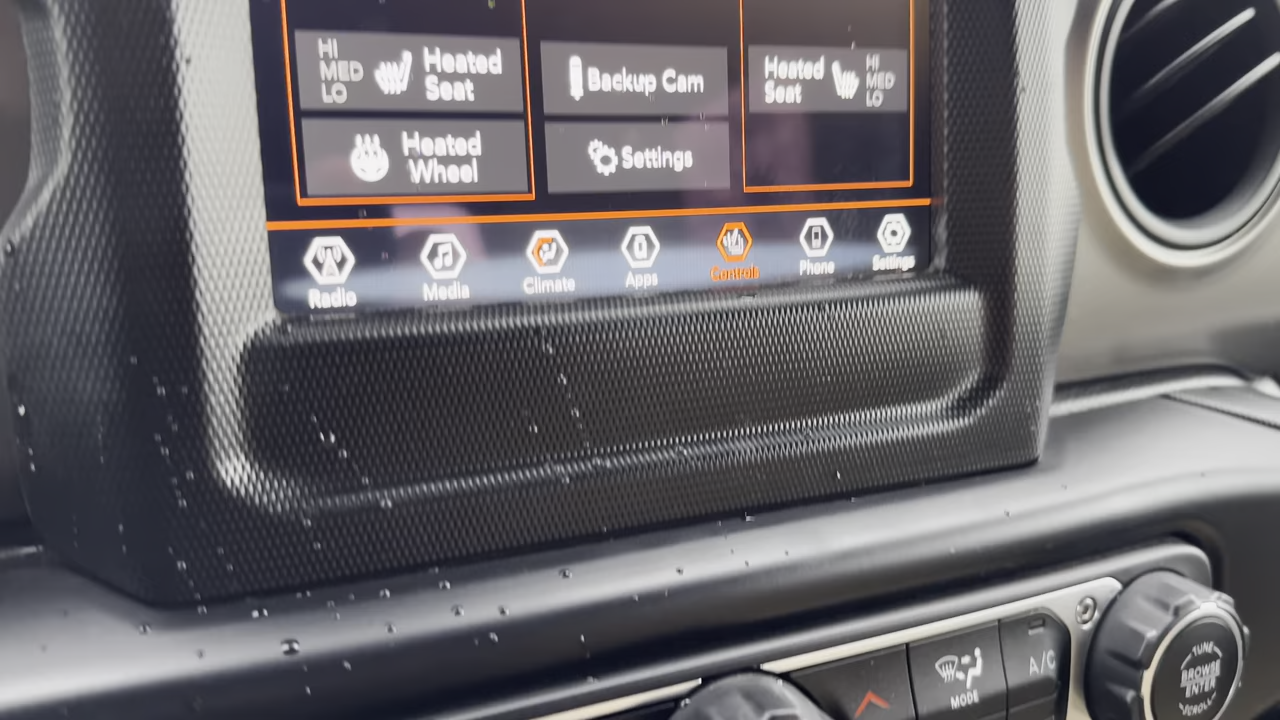 HI
MED
LO
Heated
Seat
Backup Cam
Heated
Seat
HI
MED
LO
Heated
Wheel
Settings
Radio
Media
Climate
Apps
Controls
Phone
Settings
MODE
A/C
TUNE
BROWSE
ENTER
SCROLL